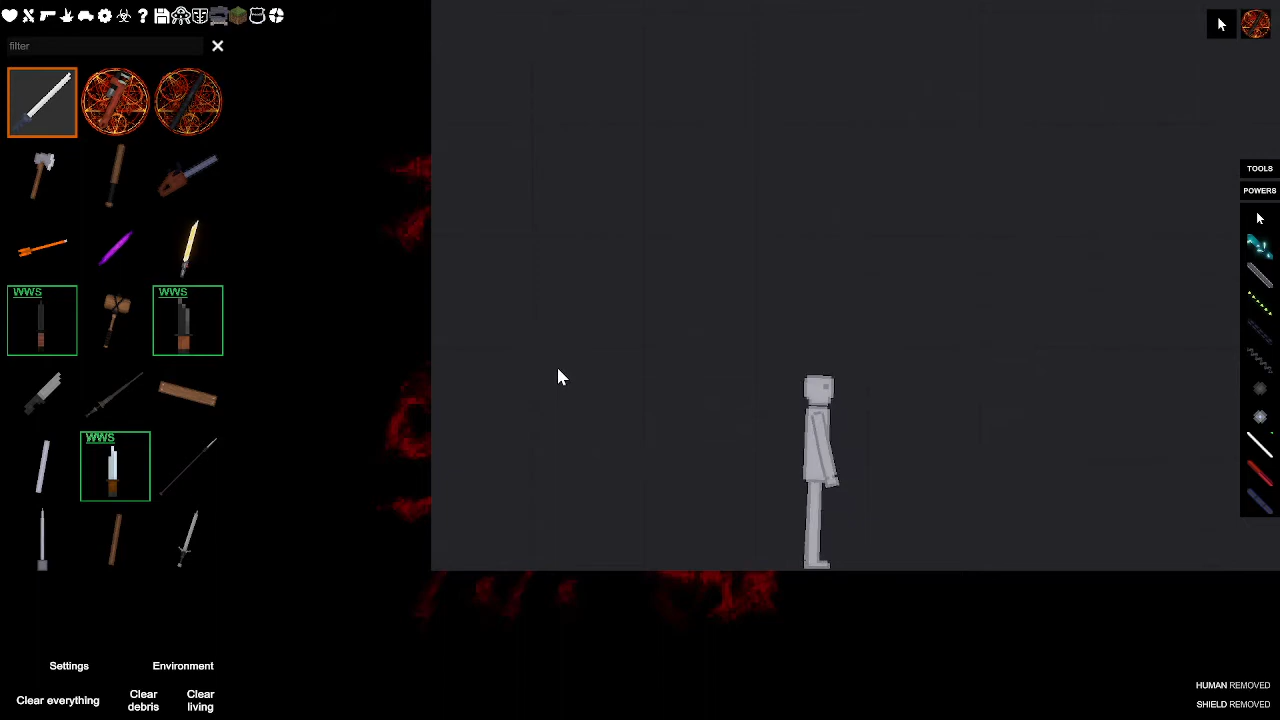 filter
TOOLS
POWERS
WWS
WWS
WWS
Settings
Environment
Clear everything
Clear
debris
Clear
living
HUMAN REMOVED
SHIELD REMOVED